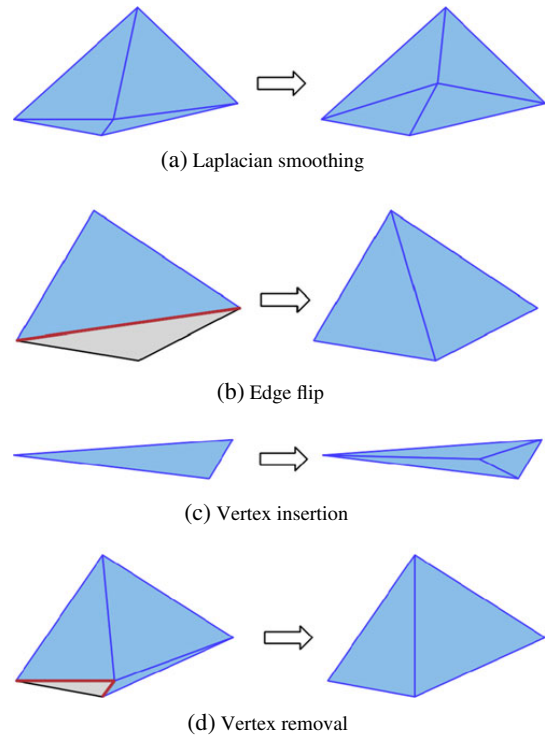 (a) Laplacian smoothing
(b) Edge flip
(c) Vertex insertion
(d) Vertex removal